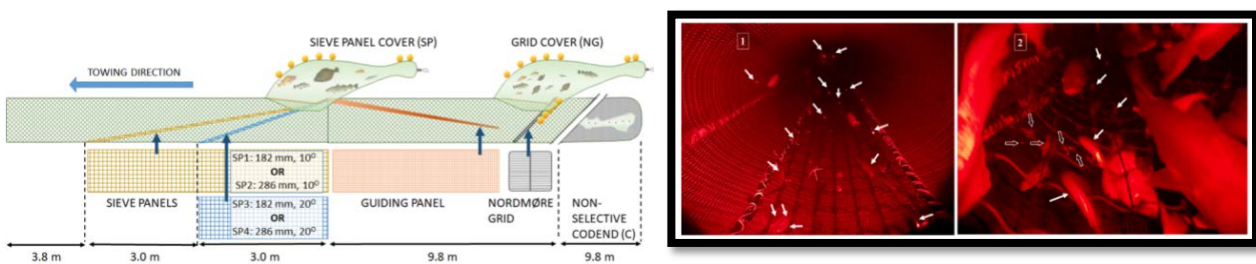 SIEVE PANEL COVER (SP)
GRID COVER (NG)
TOWING DIRECTION
SP1: 182 mm, 10⁰
OR
SP2: 286 mm, 10⁰
SP3: 182 mm, 20⁰
OR
SP4: 286 mm, 20⁰
SIEVE PANELS
GUIDING PANEL
NORDMØRE
GRID
NON-
SELECTIVE
CODEND (C)
3.8 m
3.0 m
3.0 m
9.8 m
9.8 m
1
2